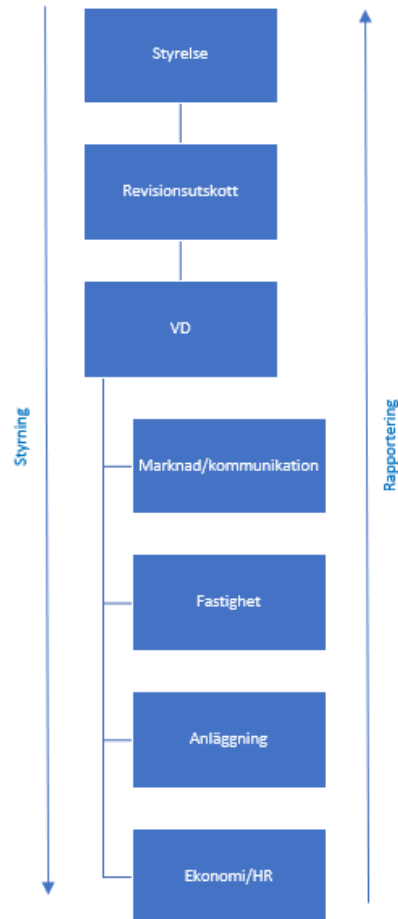 Styrelse
Revisionsutskott
VD
Styrning
Rapportering
Marknad/kommunikation
Fastighet
Anläggning
Ekonomi/HR